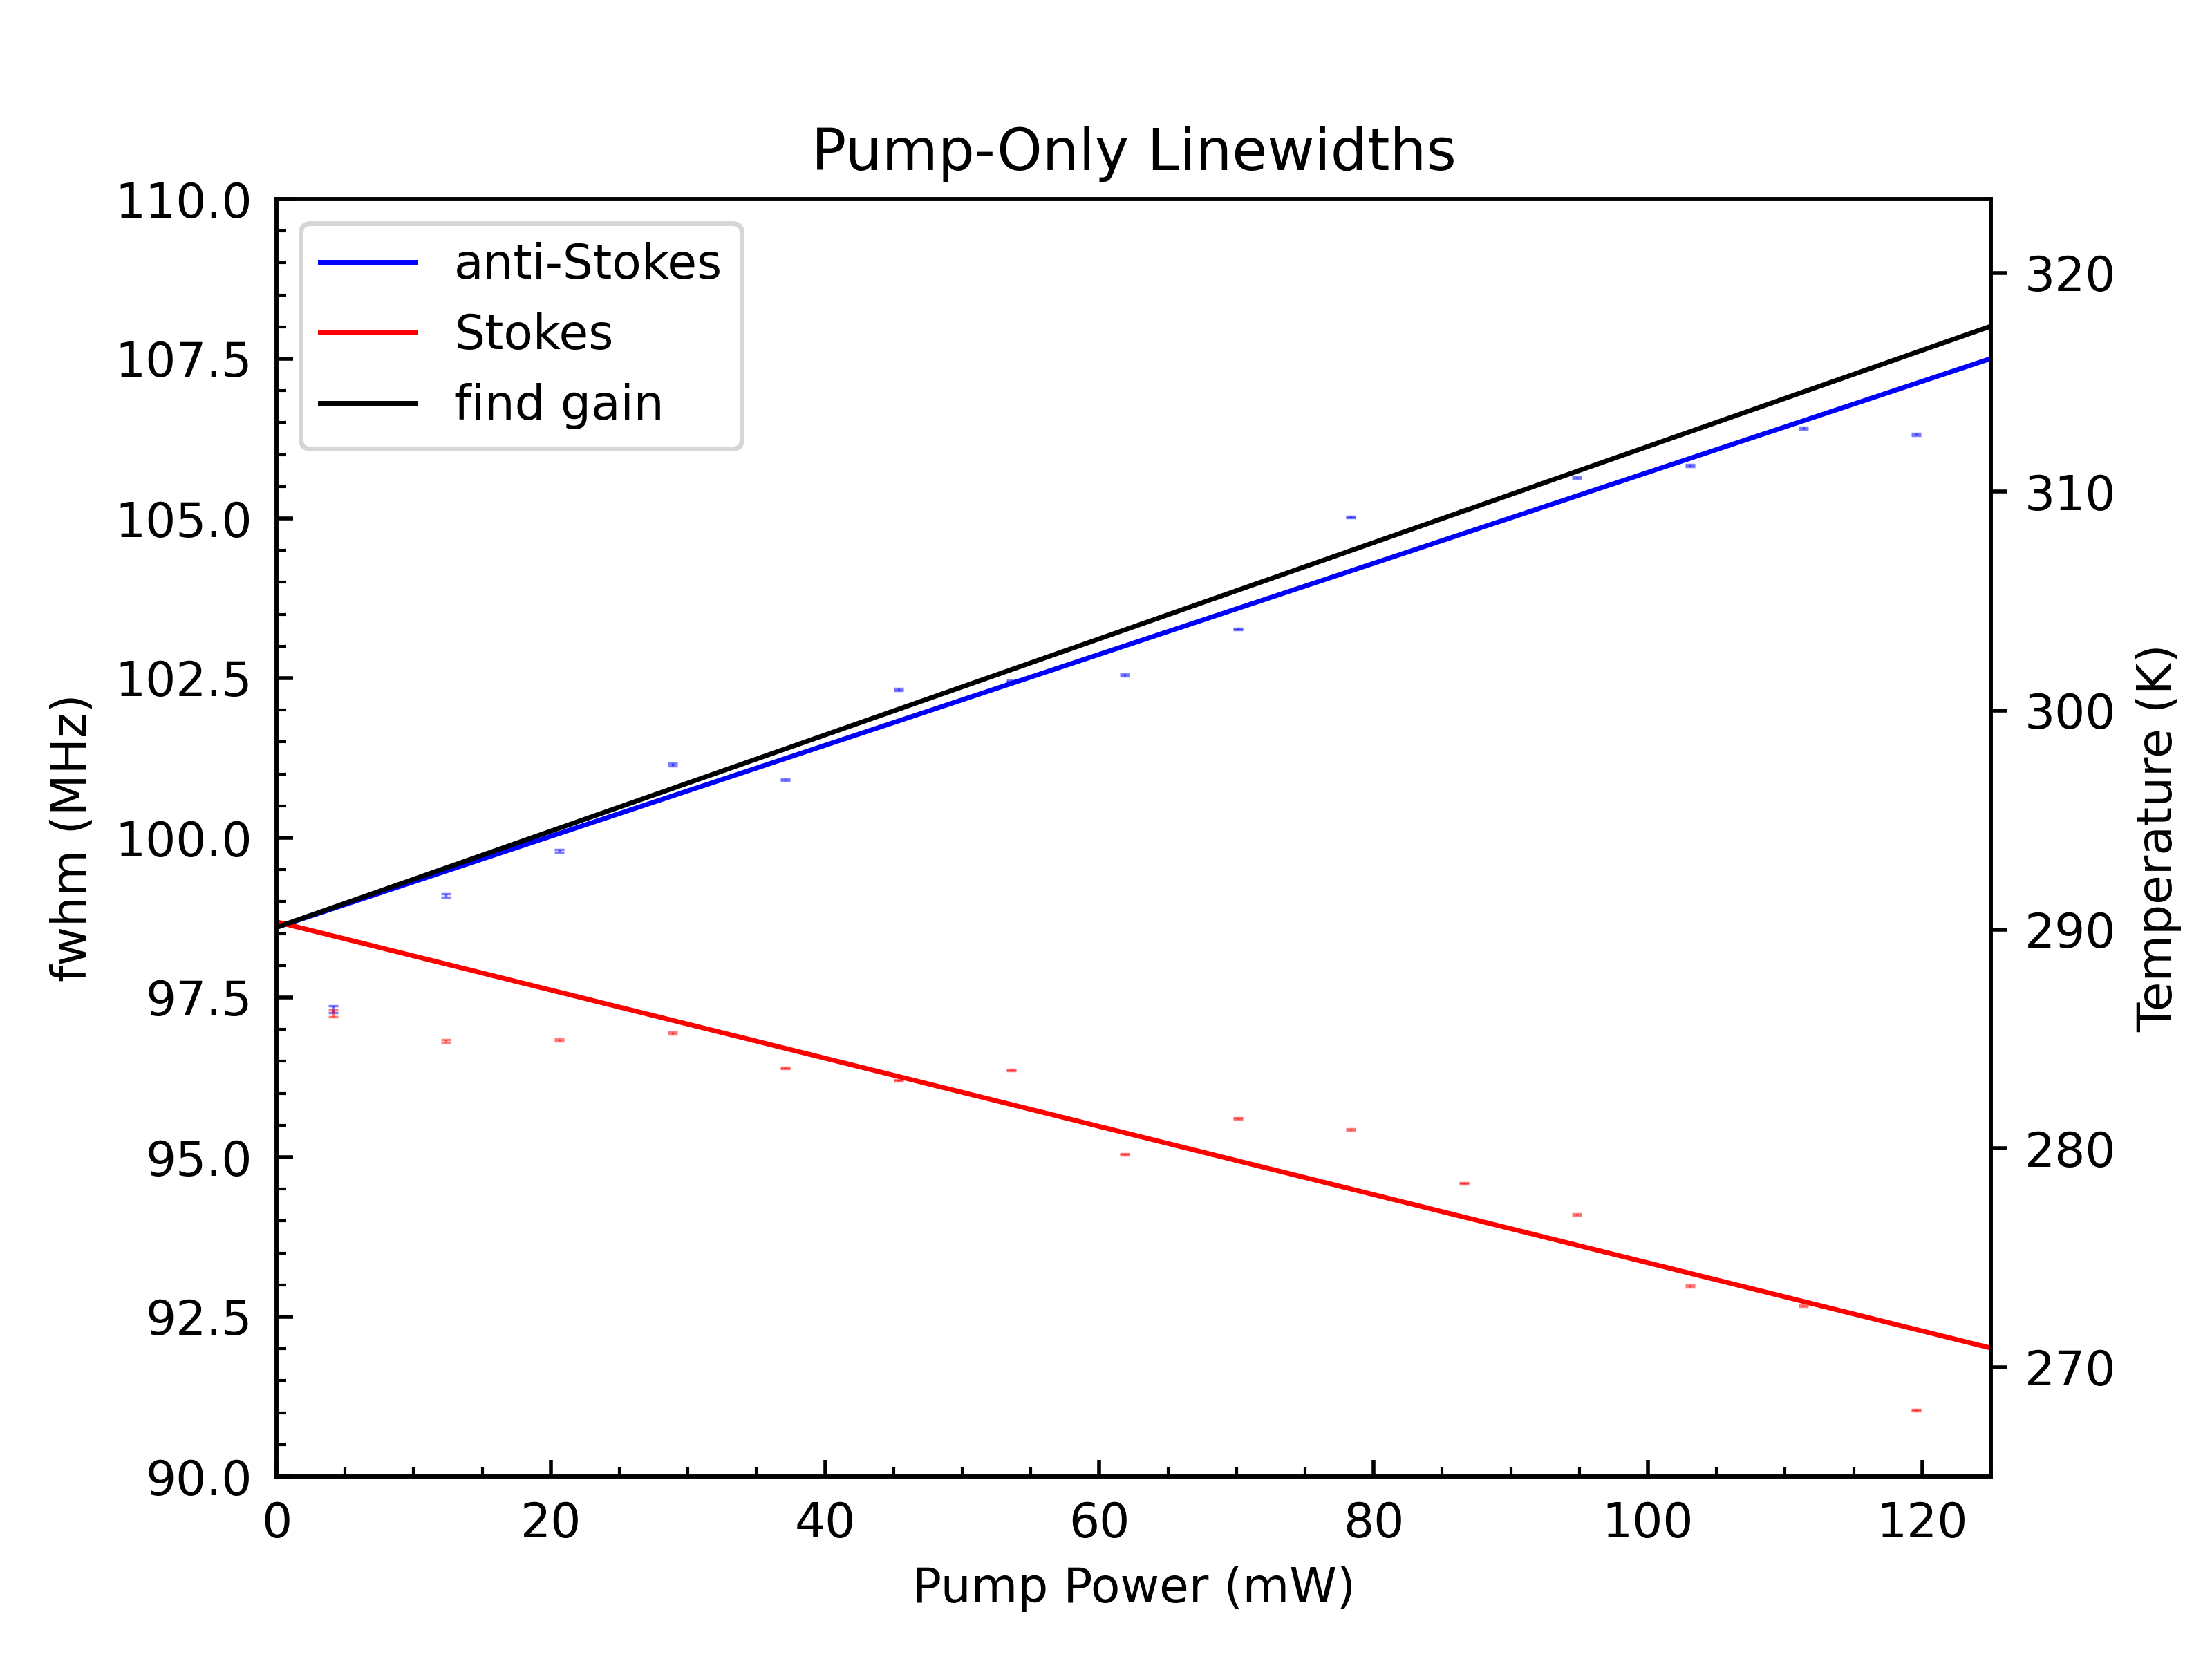 Pump-Only Linewidths
anti-Stokes
Stokes
find gain
110.0
107.5
105.0
102.5
100.0
97.5
95.0
92.5
90.0
fwhm (MHz)
320
310
300
290
280
270
Temperature (K)
0 20 40 60 80 100 120
Pump Power (mW)